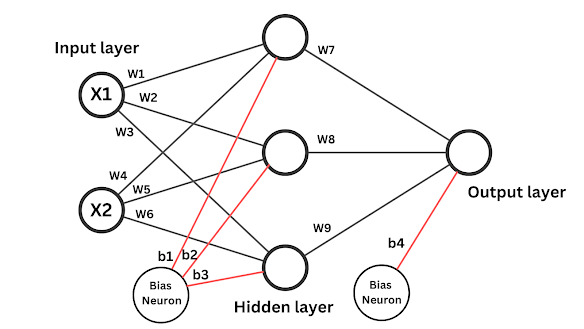 Input layer
W1
W7
X1
W2
W3
W8
W4
W5
X2
W6
Output layer
W9
b1
b2
b3
b4
Bias
Neuron
Bias
Neuron
Hidden layer